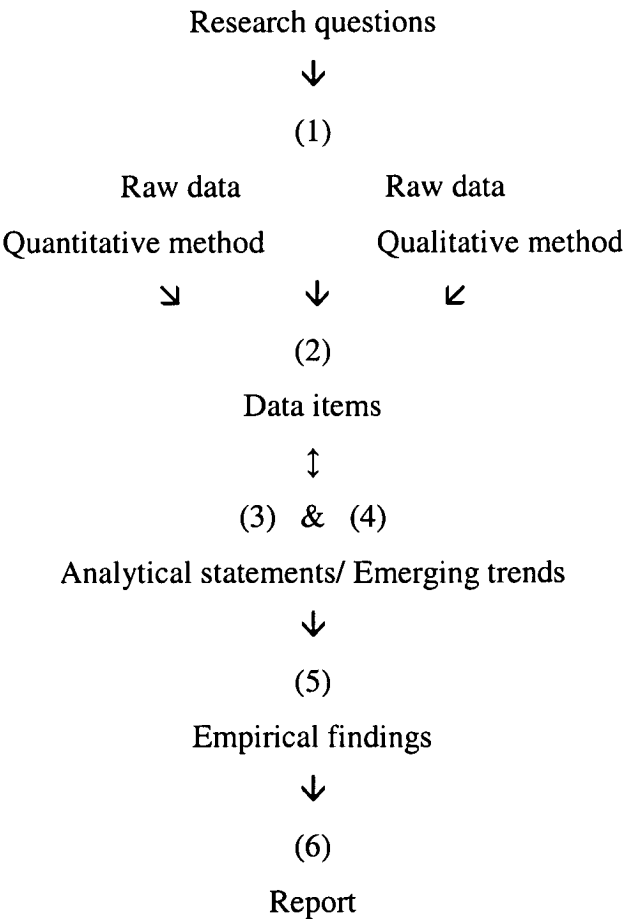 Research questions
↓
(1)
Raw data Raw data
Quantitative method Qualitative method
↘ ↓ ↙
(2)
Data items
↕
(3) & (4)
Analytical statements/ Emerging trends
↓
(5)
Empirical findings
↓
(6)
Report